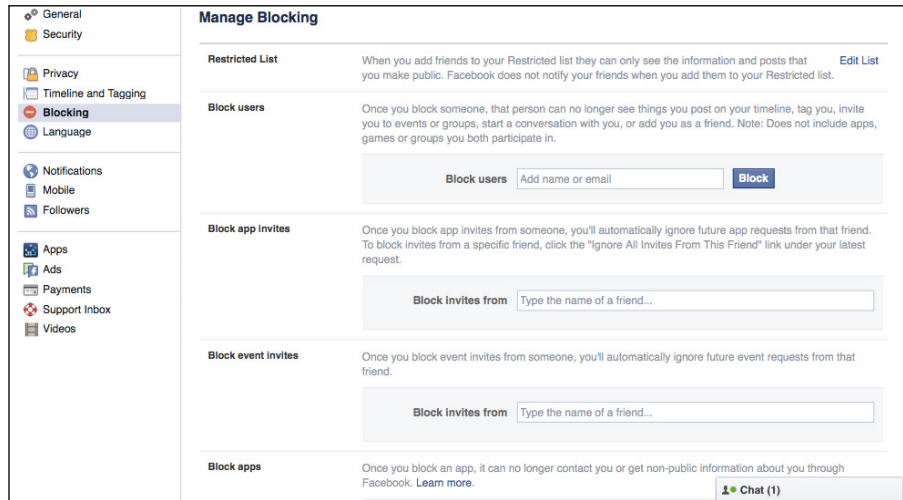 General
Security
Privacy
Timeline and Tagging
Blocking
Language
Notifications
Mobile
Followers
Apps
Ads
Payments
Support Inbox
Videos
Manage Blocking
Restricted List
When you add friends to your Restricted list they can only see the information and posts that
you make public. Facebook does not notify your friends when you add them to your Restricted list.
Edit List
Block users
Once you block someone, that person can no longer see things you post on your timeline, tag you, invite
you to events or groups, start a conversation with you, or add you as a friend. Note: Does not include apps,
games or groups you both participate in.
Block users Add name or email Block
Block app invites
Once you block app invites from someone, you'll automatically ignore future app requests from that friend.
To block invites from a specific friend, click the "Ignore All Invites From This Friend" link under your latest
request.
Block invites from Type the name of a friend...
Block event invites
Once you block event invites from someone, you'll automatically ignore future event requests from that
friend.
Block invites from Type the name of a friend...
Block apps
Once you block an app, it can no longer contact you or get non-public information about you through
Facebook. Learn more.
Chat (1)